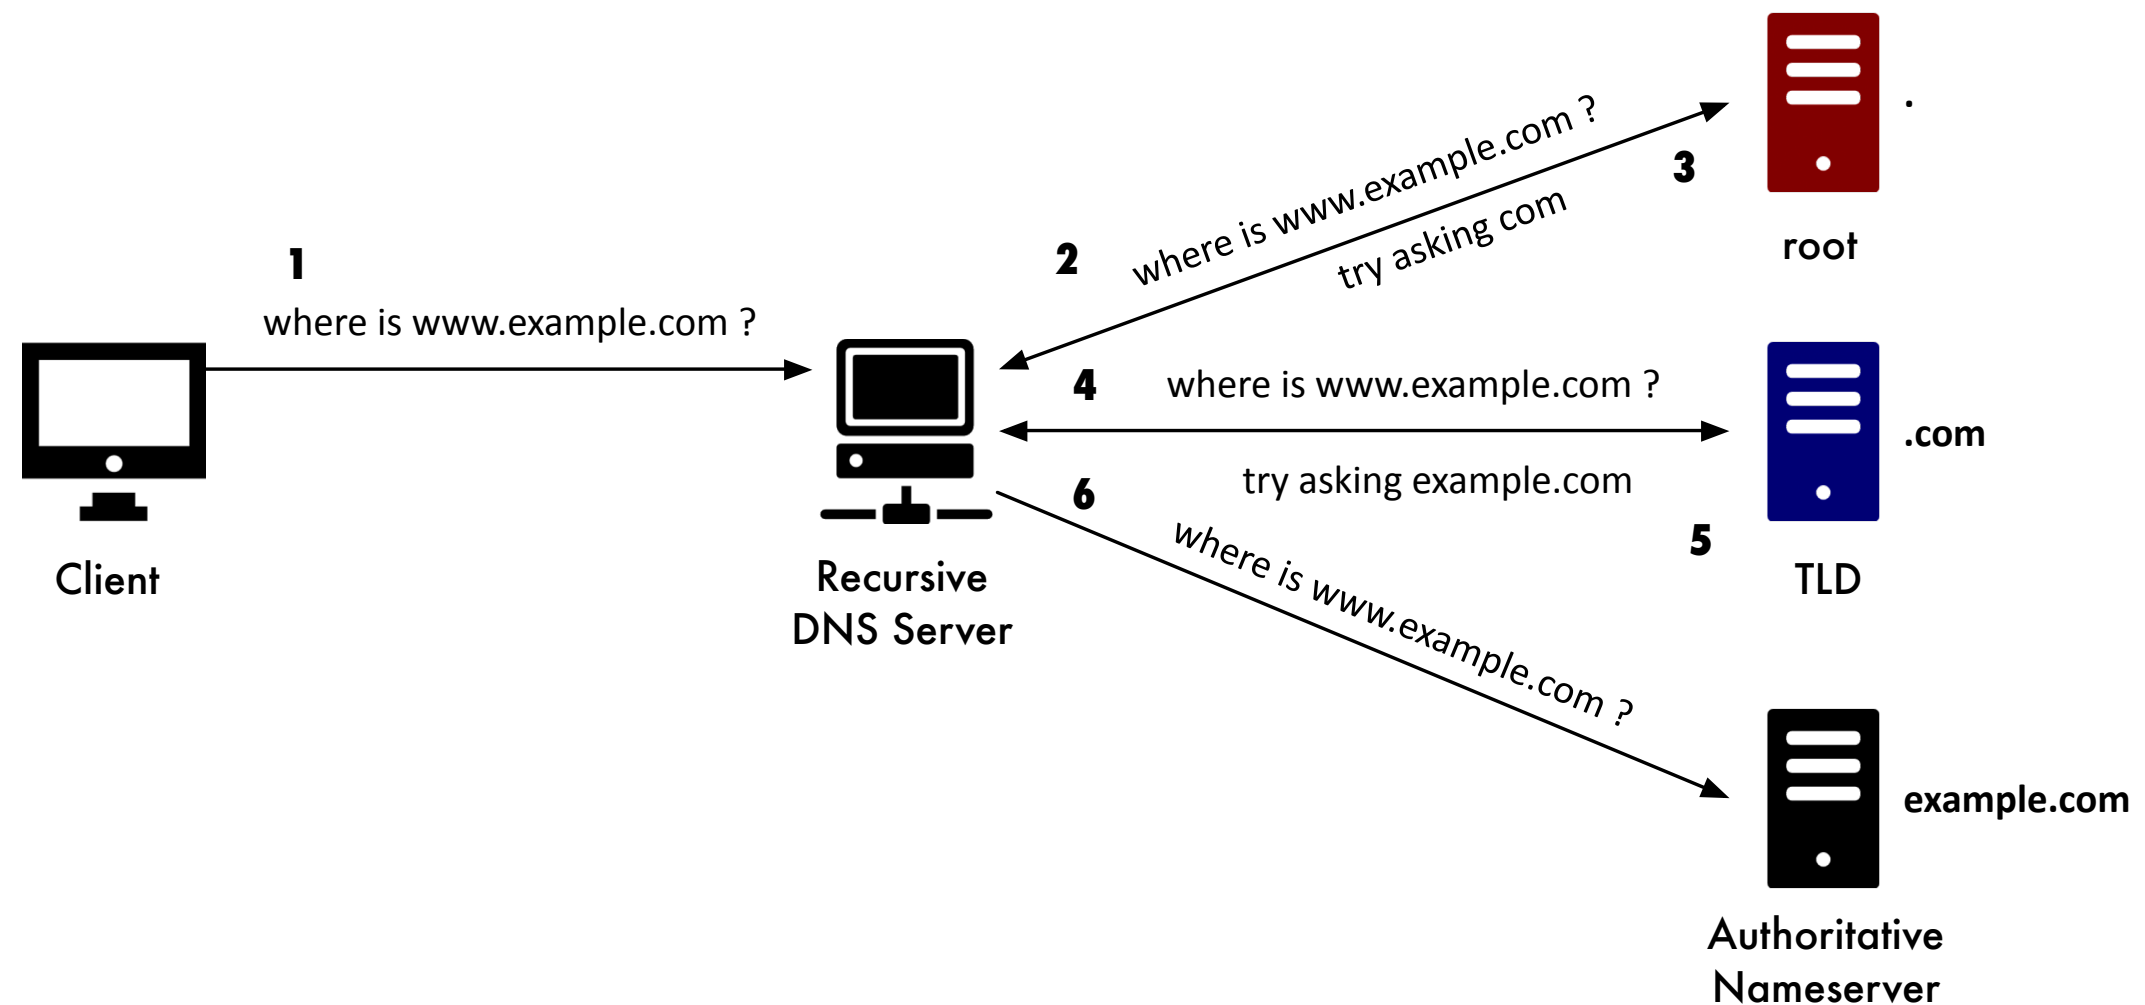 .
3
where is www.example.com ?
try asking com
root
2
1
where is www.example.com ?
4
where is www.example.com ?
.com
try asking example.com
6
5
where is www.example.com ?
Client
Recursive
DNS Server
TLD
example.com
Authoritative
Nameserver